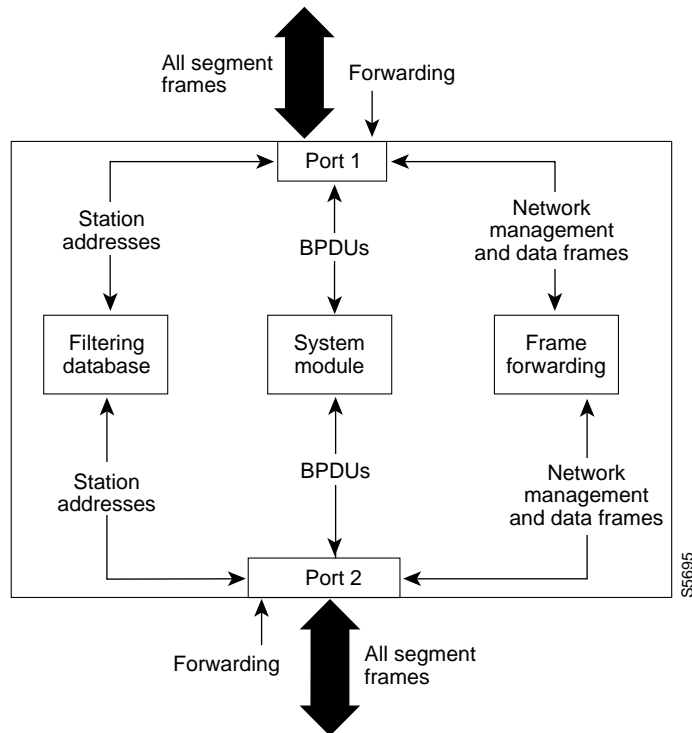 All segment
frames
Forwarding
Port 1
Station
addresses
BPDUs
Network
management
and data frames
Filtering
database
System
module
Frame
forwarding
Station
addresses
BPDUs
Network
management
and data frames
Port 2
S5695
Forwarding
All segment
frames